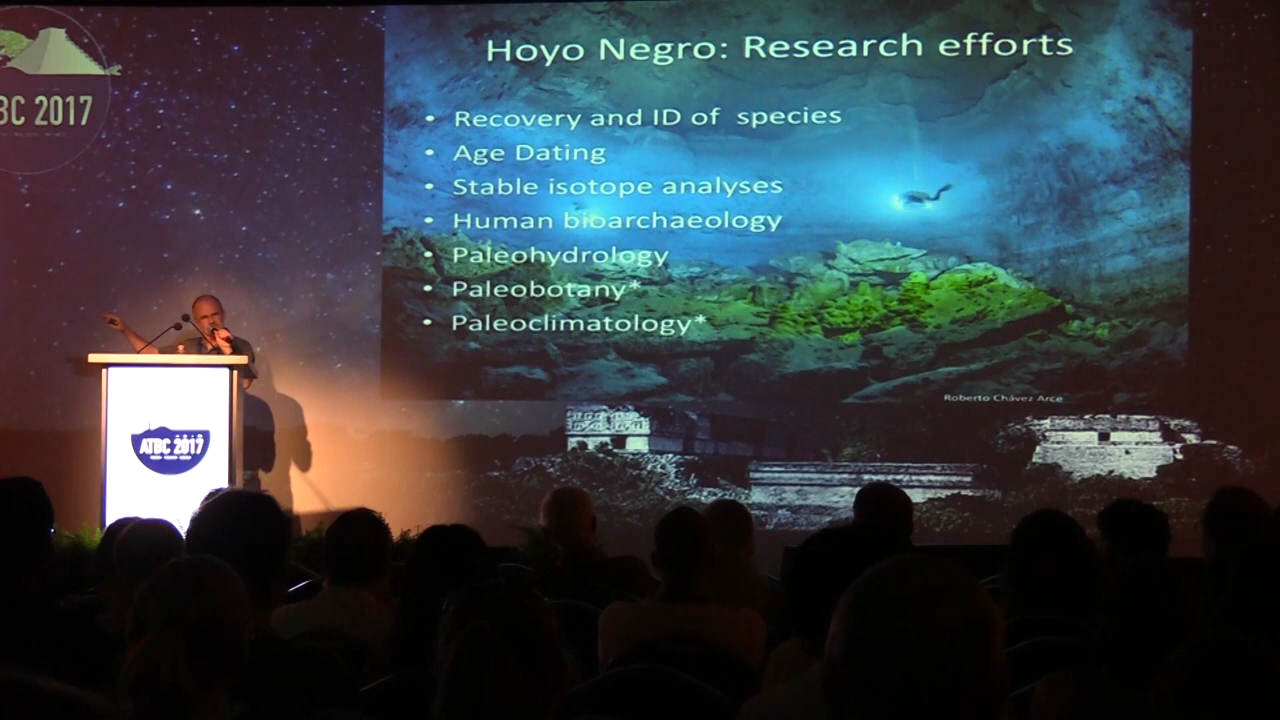 Hoyo Negro: Research efforts
BC 2017
• Recovery and ID of species
• Age Dating
• Stable isotope analyses
• Human bioarchaeology
• Paleohydrology
• Paleobotany*
• Paleoclimatology*
Roberto Chávez Arce
ATBC 2017